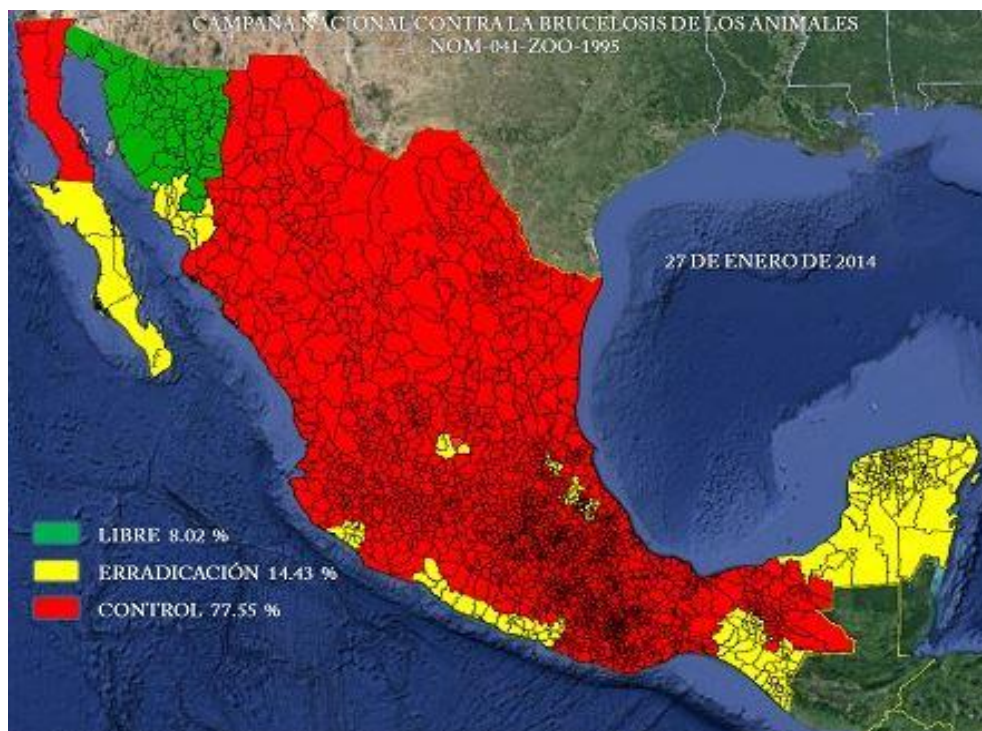 CAMPAÑA NACIONAL CONTRA LA BRUCELOSIS DE LOS ANIMALES
NOM-041-ZOO-1995
27 DE ENERO DE 2014
LIBRE 8.02 %
ERRADICACIÓN 14.43 %
CONTROL 77.55 %